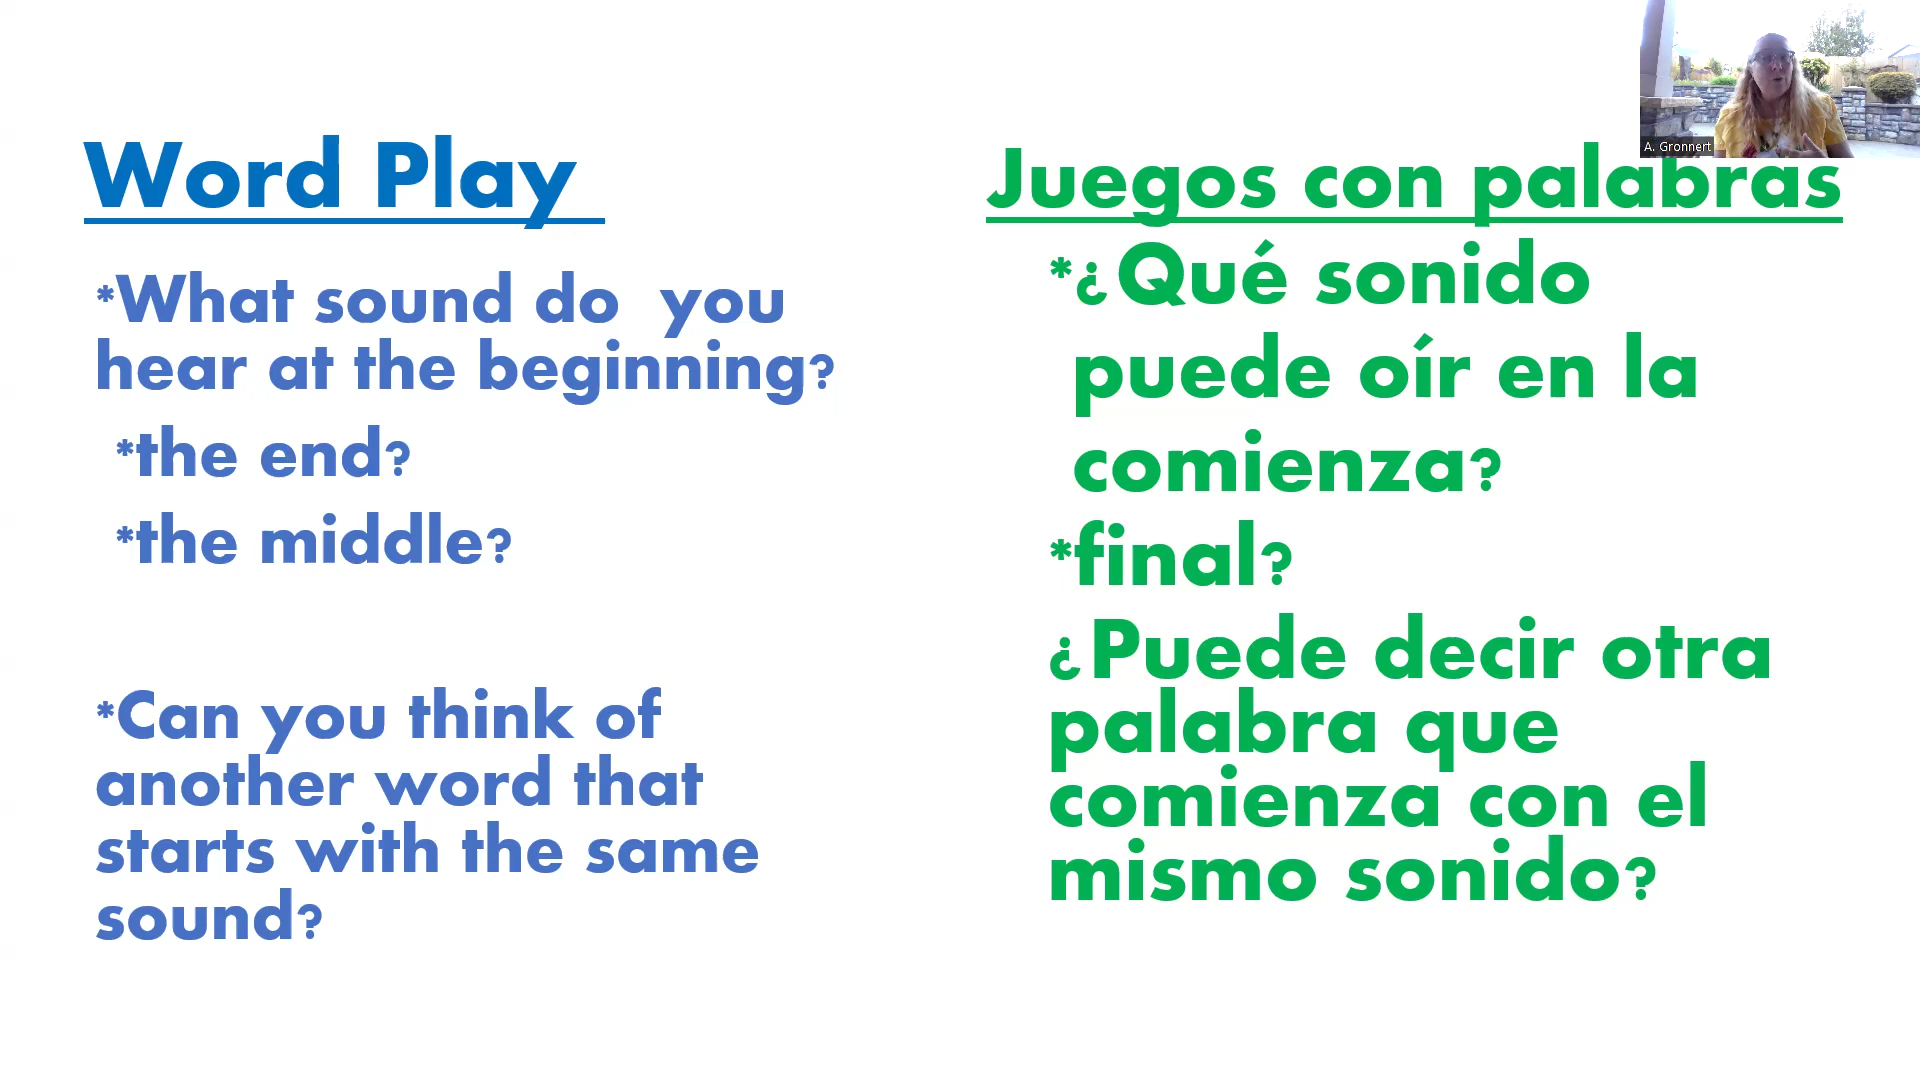 Word Play
*What sound do  you
hear at the beginning?
*the end?
*the middle?
*Can you think of
another word that
starts with the same
sound?
A. Gronnert
Juegos con palabras
*¿Qué sonido
puede oír en la
comienza?
*final?
¿Puede decir otra
palabra que
comienza con el
mismo sonido?